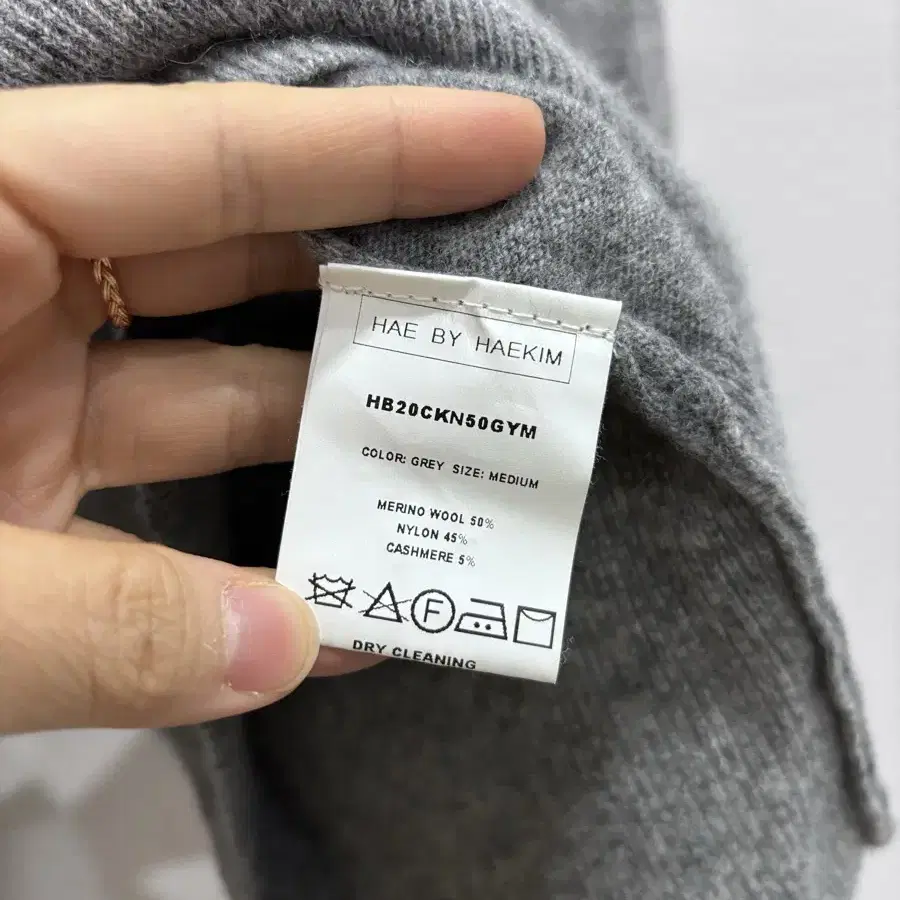 HAE BY HAEKIM
HB20CKN50GYM
COLOR: GREY SIZE: MEDIUM
MERINO WOOL 50%
NYLON 45%
CASHMERE 5%
F
DRY CLEANING